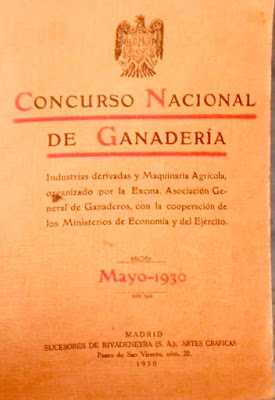 CONCURSO NACIONAL
DE GANADERÍA
Industrias derivadas y Maquinaria Agrícola,
organizado por la Excma. Asociación Ge-
neral de Ganaderos, con la cooperación de
los Ministerios de Economía y del Ejército.
MAYO-1930
MADRID
SUCESORES DE RIVADENEYRA (S. A.), ARTES GRÁFICAS
Paseo de San Vicente, núm. 20.
1930